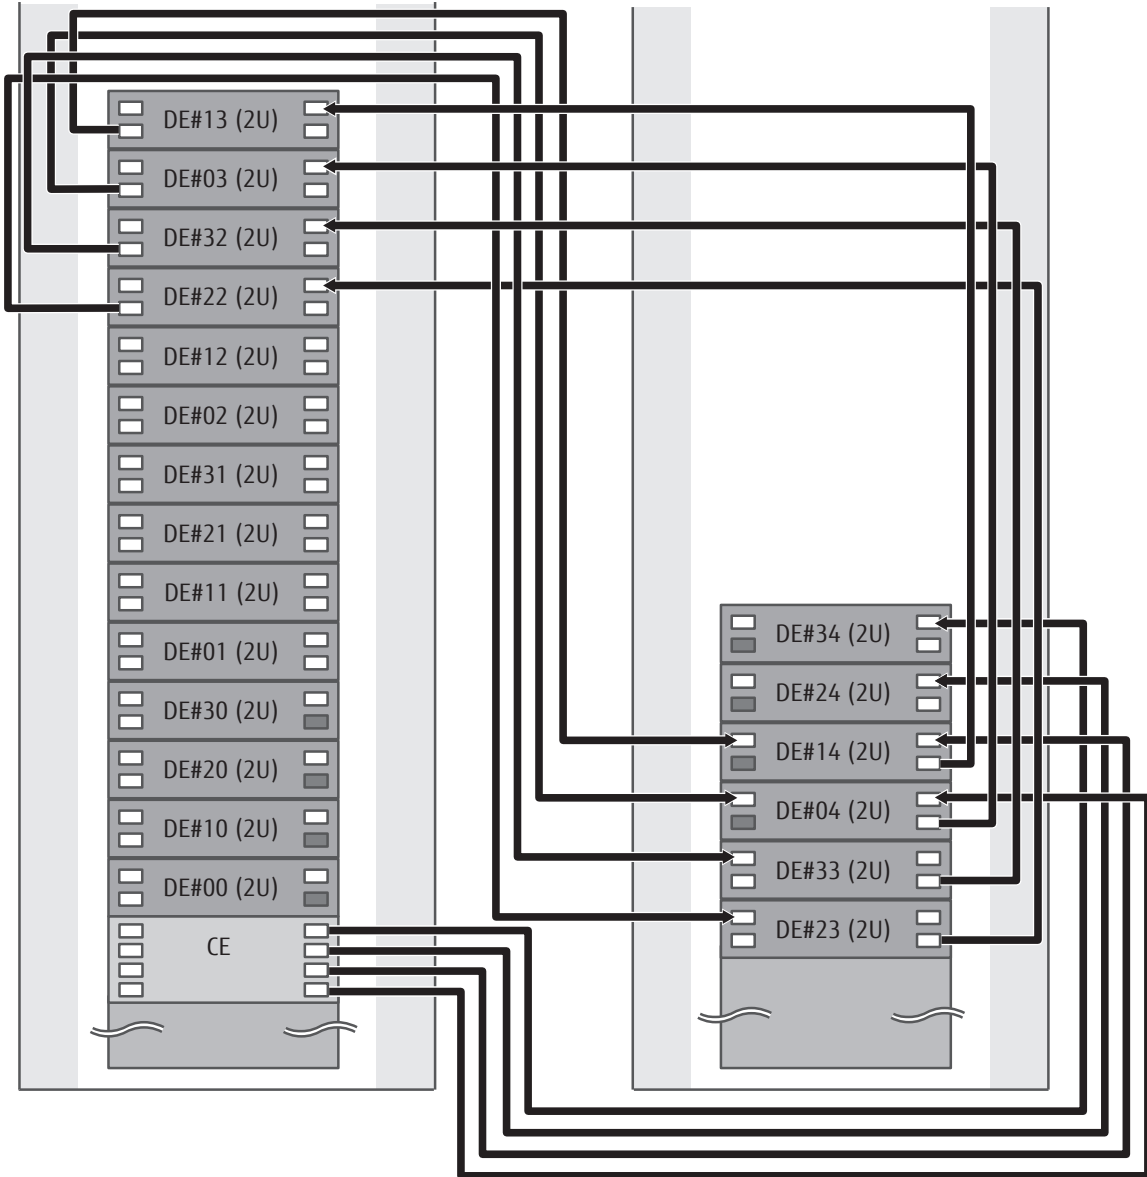 DE#13 (2U)
DE#03 (2U)
DE#32 (2U)
DE#22 (2U)
DE#12 (2U)
DE#02 (2U)
DE#31 (2U)
DE#21 (2U)
DE#11 (2U)
DE#01 (2U)
DE#30 (2U)
DE#20 (2U)
DE#10 (2U)
DE#00 (2U)
CE
DE#34 (2U)
DE#24 (2U)
DE#14 (2U)
DE#04 (2U)
DE#33 (2U)
DE#23 (2U)